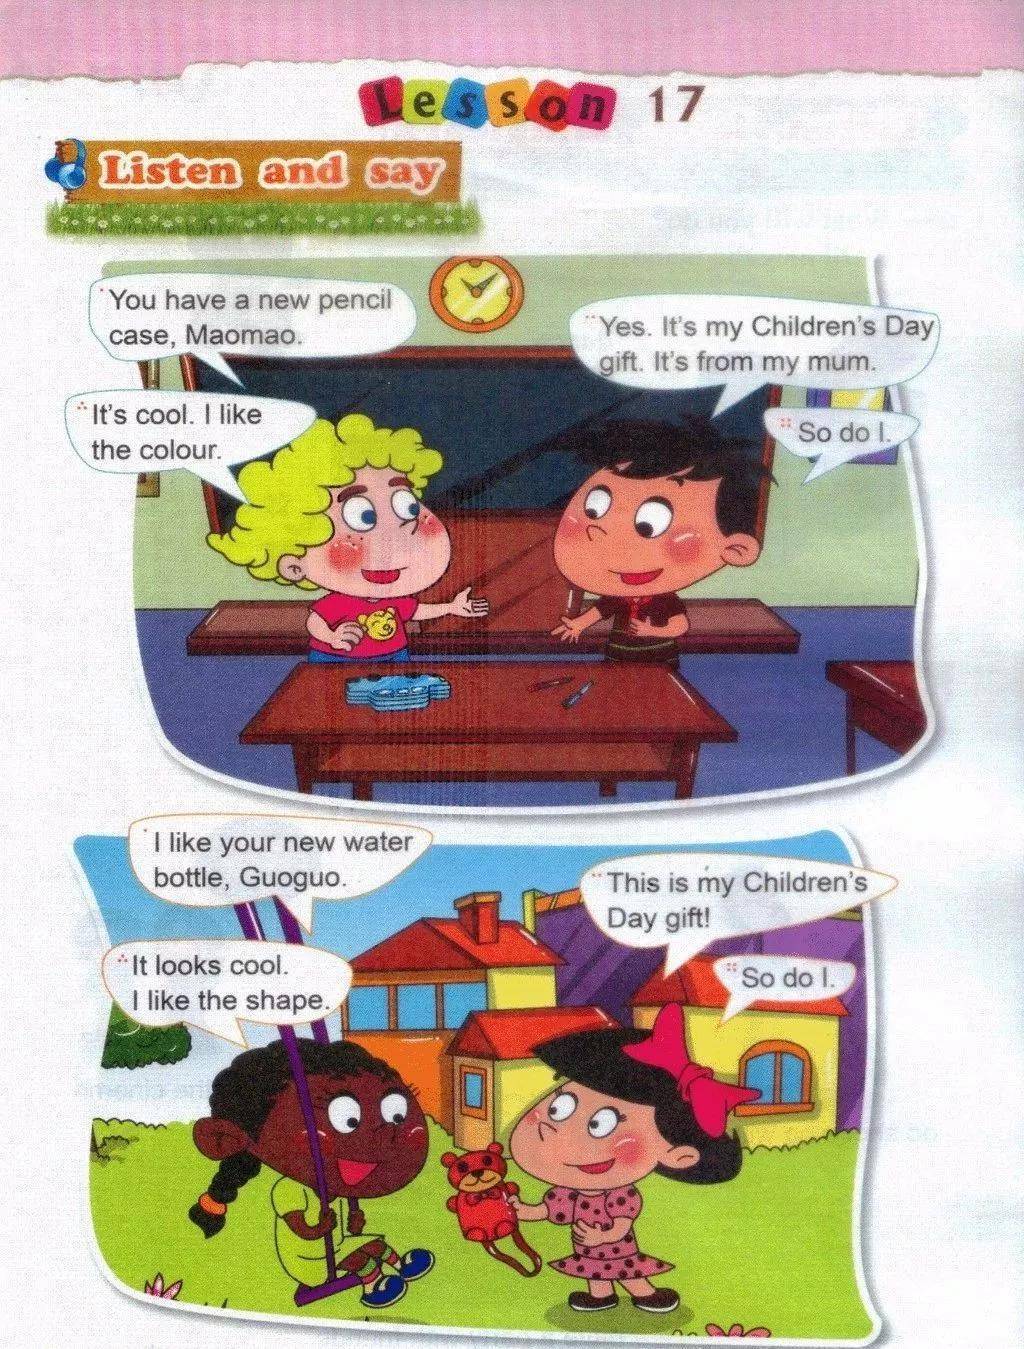 Lesson 17
Listen and say
You have a new pencil
case, Maomao.
Yes. It's my Children's Day
gift. It's from my mum.
It's cool. I like
the colour.
So do I.
I like your new water
bottle, Guoguo.
This is my Children's
Day gift!
It looks cool.
I like the shape.
So do I.